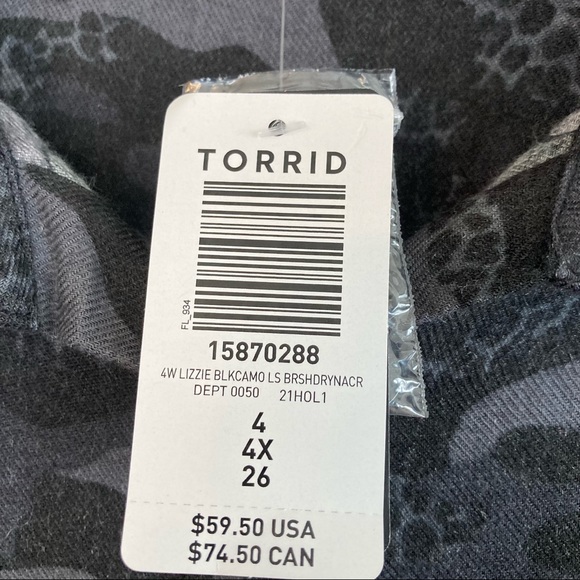 TORRID
FL_934
15870288
4W LIZZIE BLKCAMO LS BRSHDRYNACR
DEPT 0050 21HOL1
4
4X
26
$59.50 USA
$74.50 CAN